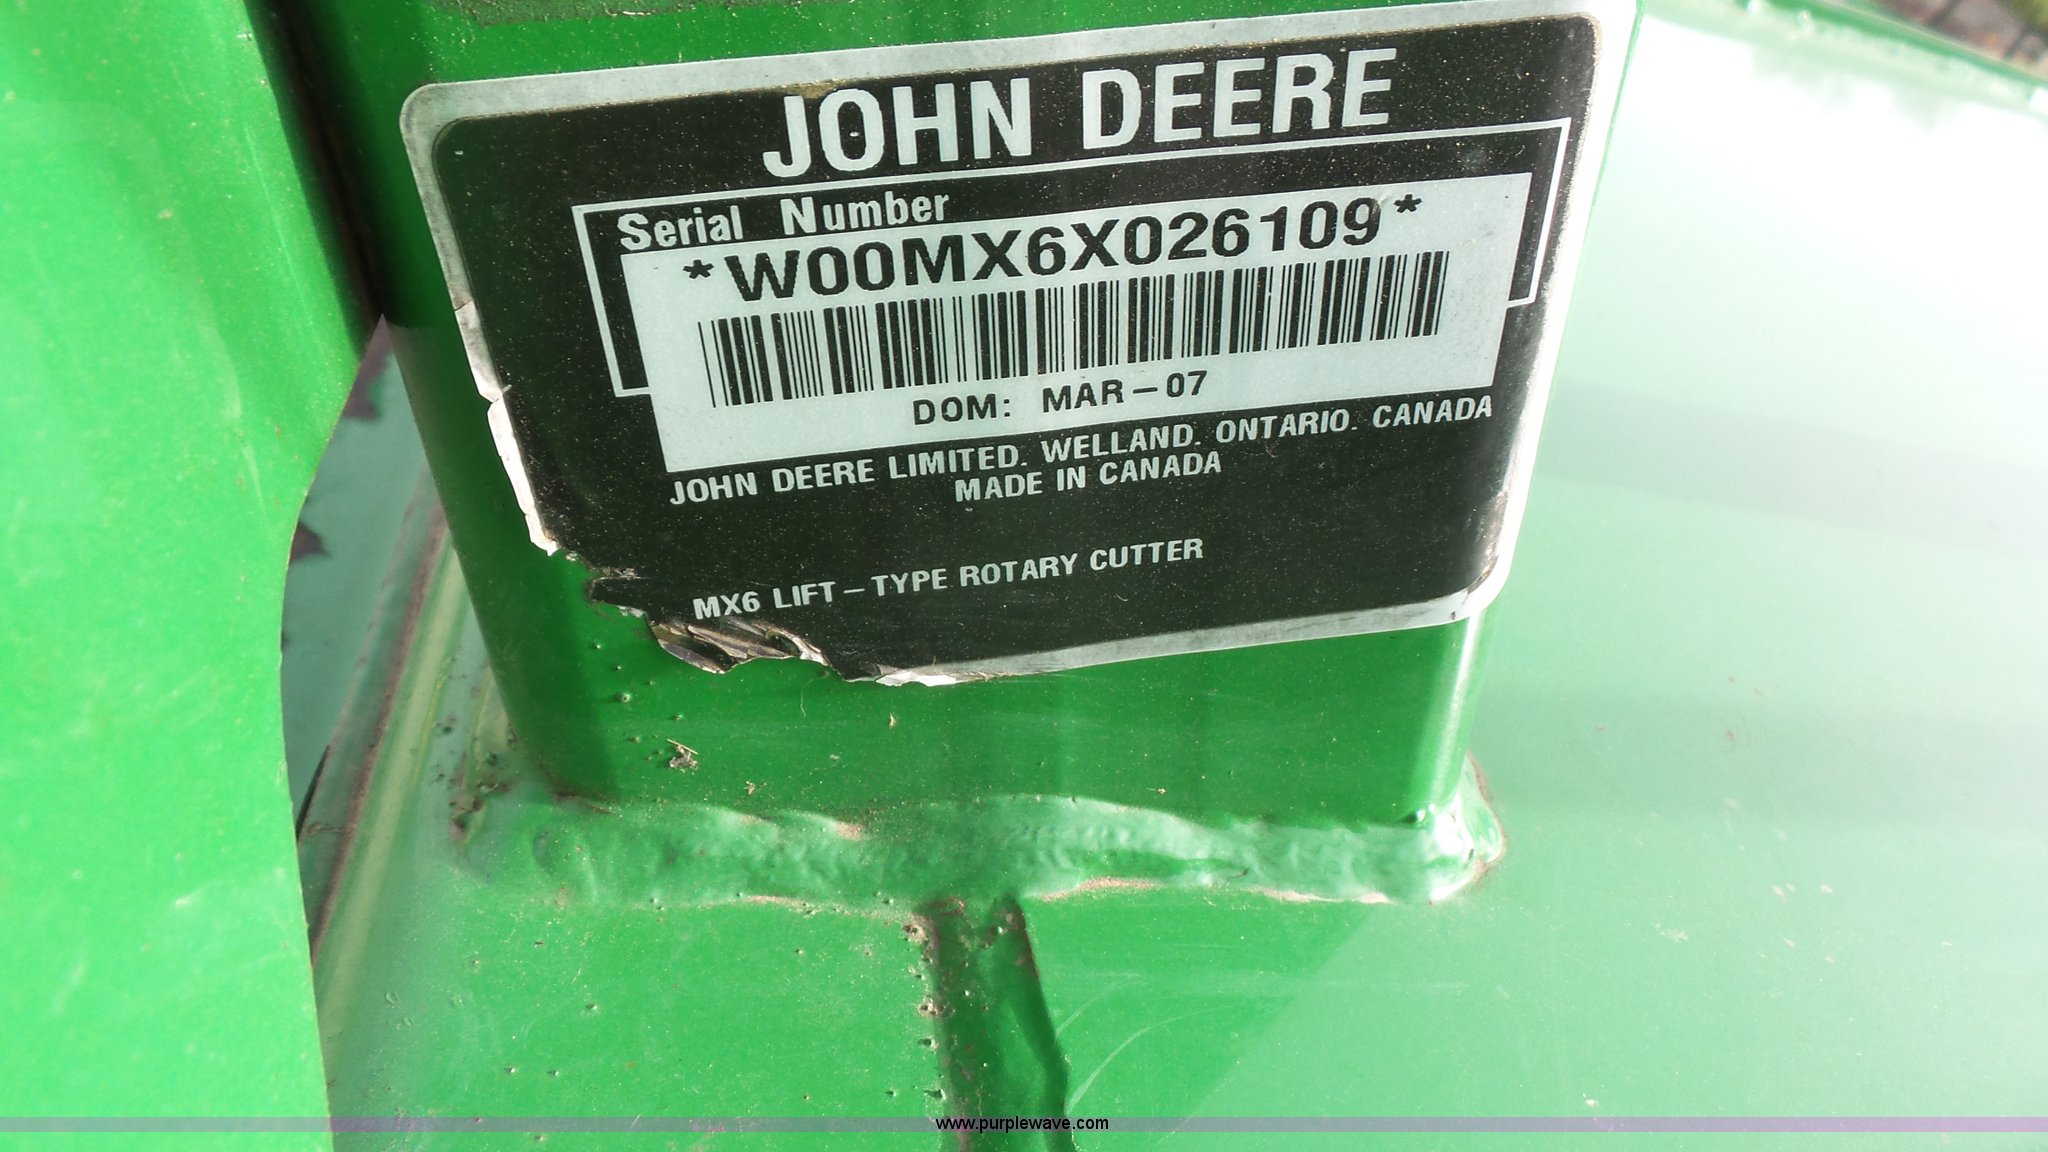 JOHN DEERE
Serial Number
*W00MX6X026109*
DOM: MAR-07
JOHN DEERE LIMITED. WELLAND. ONTARIO. CANADA
MADE IN CANADA
MX6 LIFT-TYPE ROTARY CUTTER
www.purplewave.com